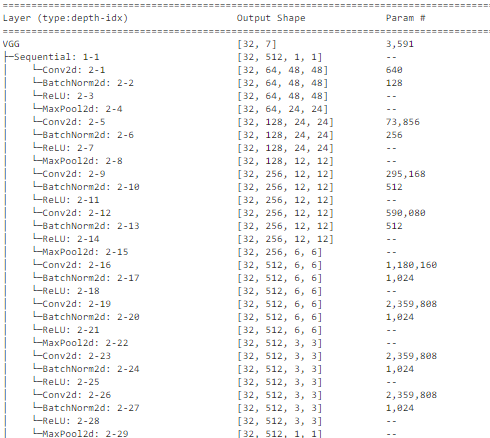 ==========================================================================================
Layer (type:depth-idx)                   Output Shape              Param #
==========================================================================================
VGG                                      [32, 7]                   3,591
├─Sequential: 1-1                        [32, 512, 1, 1]           --
│    └─Conv2d: 2-1                       [32, 64, 48, 48]          640
│    └─BatchNorm2d: 2-2                  [32, 64, 48, 48]          128
│    └─ReLU: 2-3                         [32, 64, 48, 48]          --
│    └─MaxPool2d: 2-4                    [32, 64, 24, 24]          --
│    └─Conv2d: 2-5                       [32, 128, 24, 24]         73,856
│    └─BatchNorm2d: 2-6                  [32, 128, 24, 24]         256
│    └─ReLU: 2-7                         [32, 128, 24, 24]         --
│    └─MaxPool2d: 2-8                    [32, 128, 12, 12]         --
│    └─Conv2d: 2-9                       [32, 256, 12, 12]         295,168
│    └─BatchNorm2d: 2-10                 [32, 256, 12, 12]         512
│    └─ReLU: 2-11                        [32, 256, 12, 12]         --
│    └─Conv2d: 2-12                      [32, 256, 12, 12]         590,080
│    └─BatchNorm2d: 2-13                 [32, 256, 12, 12]         512
│    └─ReLU: 2-14                        [32, 256, 12, 12]         --
│    └─MaxPool2d: 2-15                   [32, 256, 6, 6]           --
│    └─Conv2d: 2-16                      [32, 512, 6, 6]           1,180,160
│    └─BatchNorm2d: 2-17                 [32, 512, 6, 6]           1,024
│    └─ReLU: 2-18                        [32, 512, 6, 6]           --
│    └─Conv2d: 2-19                      [32, 512, 6, 6]           2,359,808
│    └─BatchNorm2d: 2-20                 [32, 512, 6, 6]           1,024
│    └─ReLU: 2-21                        [32, 512, 6, 6]           --
│    └─MaxPool2d: 2-22                   [32, 512, 3, 3]           --
│    └─Conv2d: 2-23                      [32, 512, 3, 3]           2,359,808
│    └─BatchNorm2d: 2-24                 [32, 512, 3, 3]           1,024
│    └─ReLU: 2-25                        [32, 512, 3, 3]           --
│    └─Conv2d: 2-26                      [32, 512, 3, 3]           2,359,808
│    └─BatchNorm2d: 2-27                 [32, 512, 3, 3]           1,024
│    └─ReLU: 2-28                        [32, 512, 3, 3]           --
│    └─MaxPool2d: 2-29                   [32, 512, 1, 1]           --